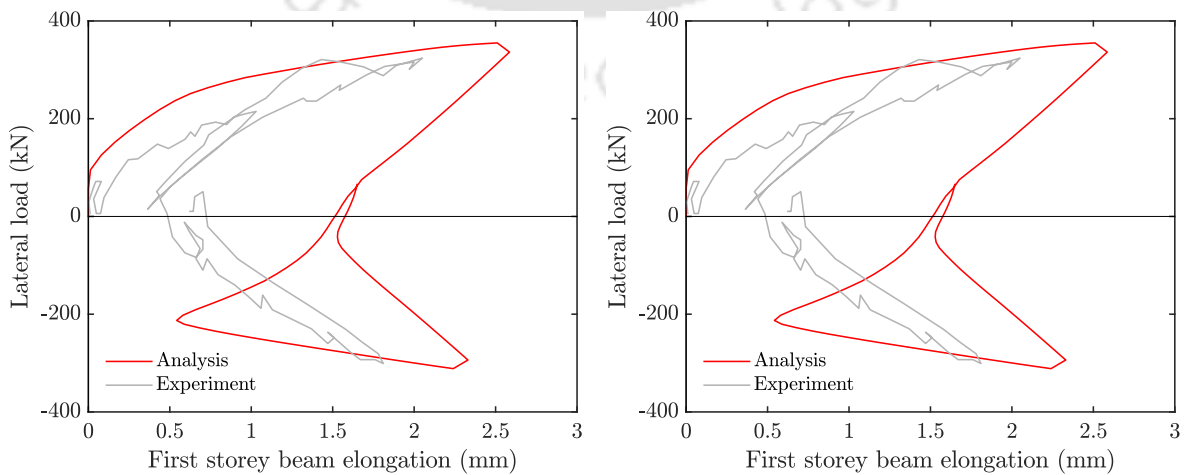 400
200
0
-200
-400
Lateral load (kN)
Analysis
Experiment
0 0.5 1 1.5 2 2.5 3
First storey beam elongation (mm)
400
200
0
-200
-400
Lateral load (kN)
Analysis
Experiment
0 0.5 1 1.5 2 2.5 3
First storey beam elongation (mm)